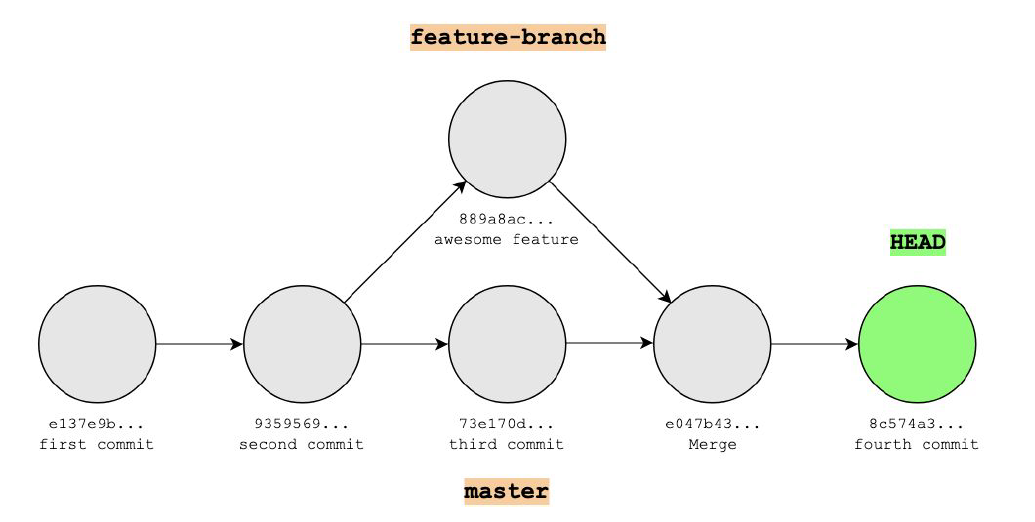 feature-branch
889a8ac...
awesome feature
HEAD
e137e9b...
first commit
9359569...
second commit
73e170d...
third commit
e047b43...
Merge
8c574a3...
fourth commit
master